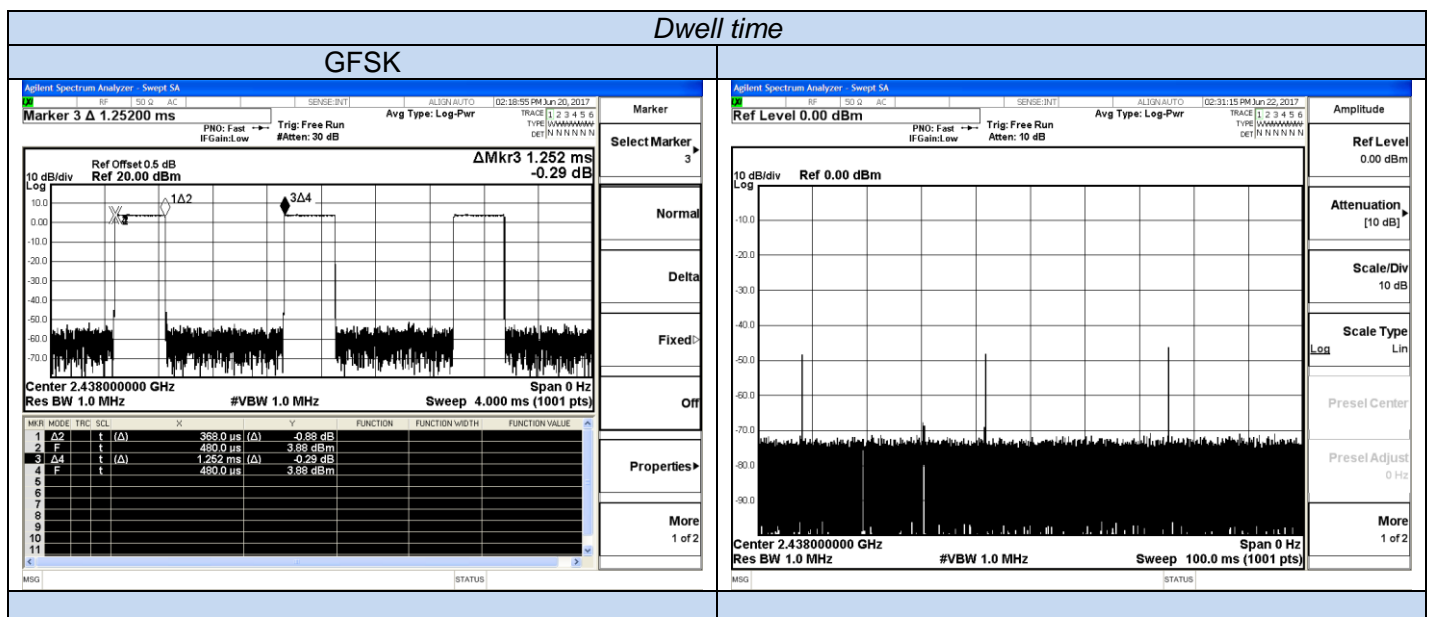 Dwell time
GFSK
Agilent Spectrum Analyzer - Swept SA
LXI RF 50 Ω AC SENSE:INT ALIGN AUTO 02:18:55 PM Jun 20, 2017
Marker 3 Δ 1.25200 ms
PNO: Fast
IFGain:Low
Trig: Free Run
#Atten: 30 dB
Avg Type: Log-Pwr
TRACE 1 2 3 4 5 6
TYPE WWWWWW
DET N N N N N N
Ref Offset 0.5 dB
Ref 20.00 dBm
ΔMkr3 1.252 ms
-0.29 dB
10 dB/div
Log
10.0
0.00
-10.0
-20.0
-30.0
-40.0
-50.0
-60.0
-70.0
1Δ2
3Δ4
Center 2.438000000 GHz
Span 0 Hz
Res BW 1.0 MHz
#VBW 1.0 MHz
Sweep 4.000 ms (1001 pts)
MKR MODE TRC SCL X Y FUNCTION FUNCTION WIDTH FUNCTION VALUE
1 Δ2 t (Δ) 368.0 µs (Δ) -0.88 dB
2 F t 480.0 µs 3.88 dBm
3 Δ4 t (Δ) 1.252 ms (Δ) -0.29 dB
4 F t 480.0 µs 3.88 dBm
5
6
7
8
9
10
11
MSG
STATUS
Marker
Select Marker
3
Normal
Delta
Fixed
Off
Properties
More
1 of 2
Agilent Spectrum Analyzer - Swept SA
LXI RF 50 Ω AC SENSE:INT ALIGN AUTO 02:31:15 PM Jun 22, 2017
Ref Level 0.00 dBm
PNO: Fast
IFGain:Low
Trig: Free Run
Atten: 10 dB
Avg Type: Log-Pwr
TRACE 1 2 3 4 5 6
TYPE WWWWWW
DET N N N N N N
10 dB/div
Log
Ref 0.00 dBm
-10.0
-20.0
-30.0
-40.0
-50.0
-60.0
-70.0
-80.0
-90.0
Center 2.438000000 GHz
Span 0 Hz
Res BW 1.0 MHz
#VBW 1.0 MHz
Sweep 100.0 ms (1001 pts)
MSG
STATUS
Amplitude
Ref Level
0.00 dBm
Attenuation
[10 dB]
Scale/Div
10 dB
Scale Type
Log Lin
Presel Center
Presel Adjust
0 Hz
More
1 of 2